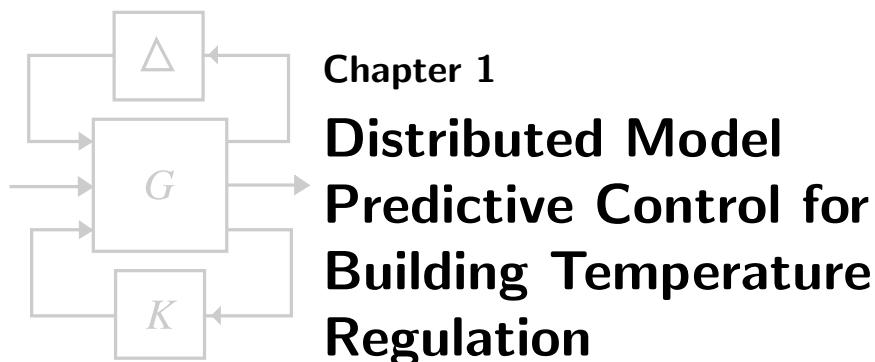 Δ
Chapter 1
Distributed Model
G
Predictive Control for
Building Temperature
K
Regulation